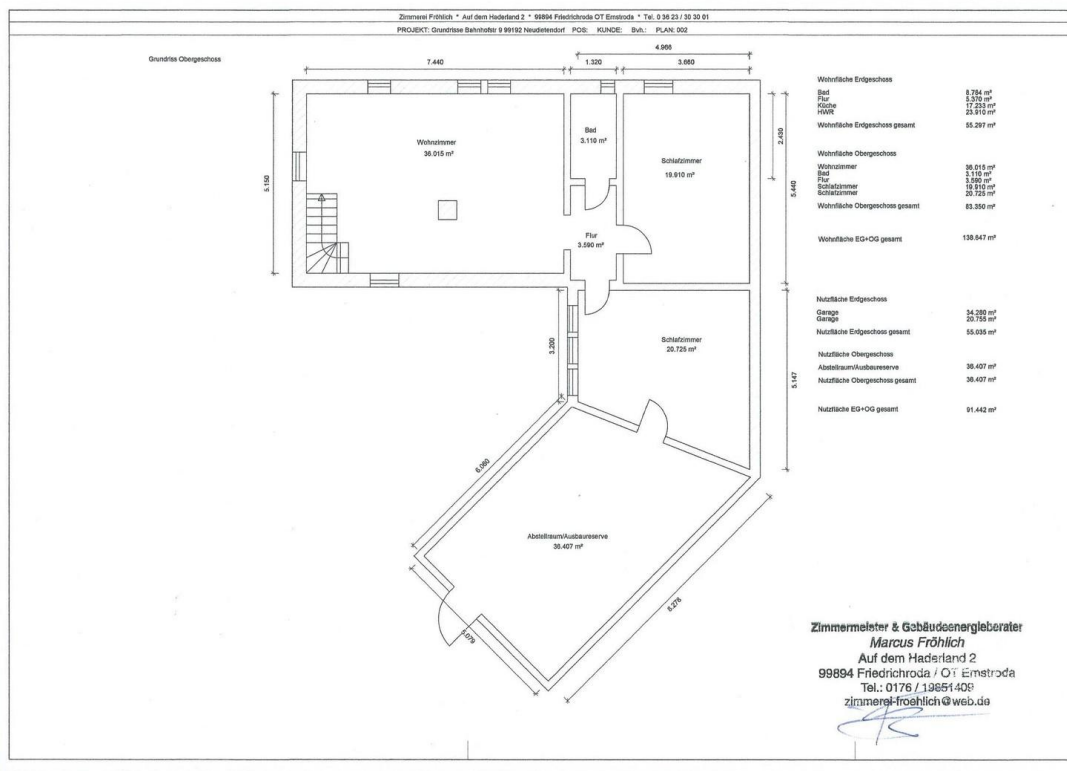 Zimmerei Fröhlich * Auf dem Haderland 2 * 99894 Friedrichroda OT Ernstroda * Tel. 0 36 23 / 30 30 01
PROJEKT: Grundrisse Bahnhofstr 9 99192 Neudietendorf POS: KUNDE: Bvh.: PLAN: 002
Grundriss Obergeschoss
4.966
7.440
1.320
3.660
5.150
2.430
5.440
Wohnzimmer
36.015 m²
Bad
3.110 m²
Schlafzimmer
19.910 m²
Flur
3.590 m²
3.200
Schlafzimmer
20.725 m²
5.147
6.060
Abstellraum/Ausbaureserve
36.407 m²
5.079
Wohnfläche Erdgeschoss
Bad 8.784 m²
Flur 5.370 m²
Küche 17.233 m²
HWR 23.910 m²
Wohnfläche Erdgeschoss gesamt 55.297 m²
Wohnfläche Obergeschoss
Wohnzimmer 36.015 m²
Bad 3.110 m²
Flur 3.590 m²
Schlafzimmer 19.910 m²
Schlafzimmer 20.725 m²
Wohnfläche Obergeschoss gesamt 83.350 m²
Wohnfläche EG+OG gesamt 138.647 m²
Nutzfläche Erdgeschoss
Garage 34.280 m²
Garage 20.755 m²
Nutzfläche Erdgeschoss gesamt 55.035 m²
Nutzfläche Obergeschoss
Abstellraum/Ausbaureserve 36.407 m²
Nutzfläche Obergeschoss gesamt 36.407 m²
Nutzfläche EG+OG gesamt 91.442 m²
Zimmermeister & Gebäudeenergieberater
Marcus Fröhlich
Auf dem Haderland 2
99894 Friedrichroda / OT Ernstroda
Tel.: 0176 / 19851409
zimmerei-froehlich@web.de